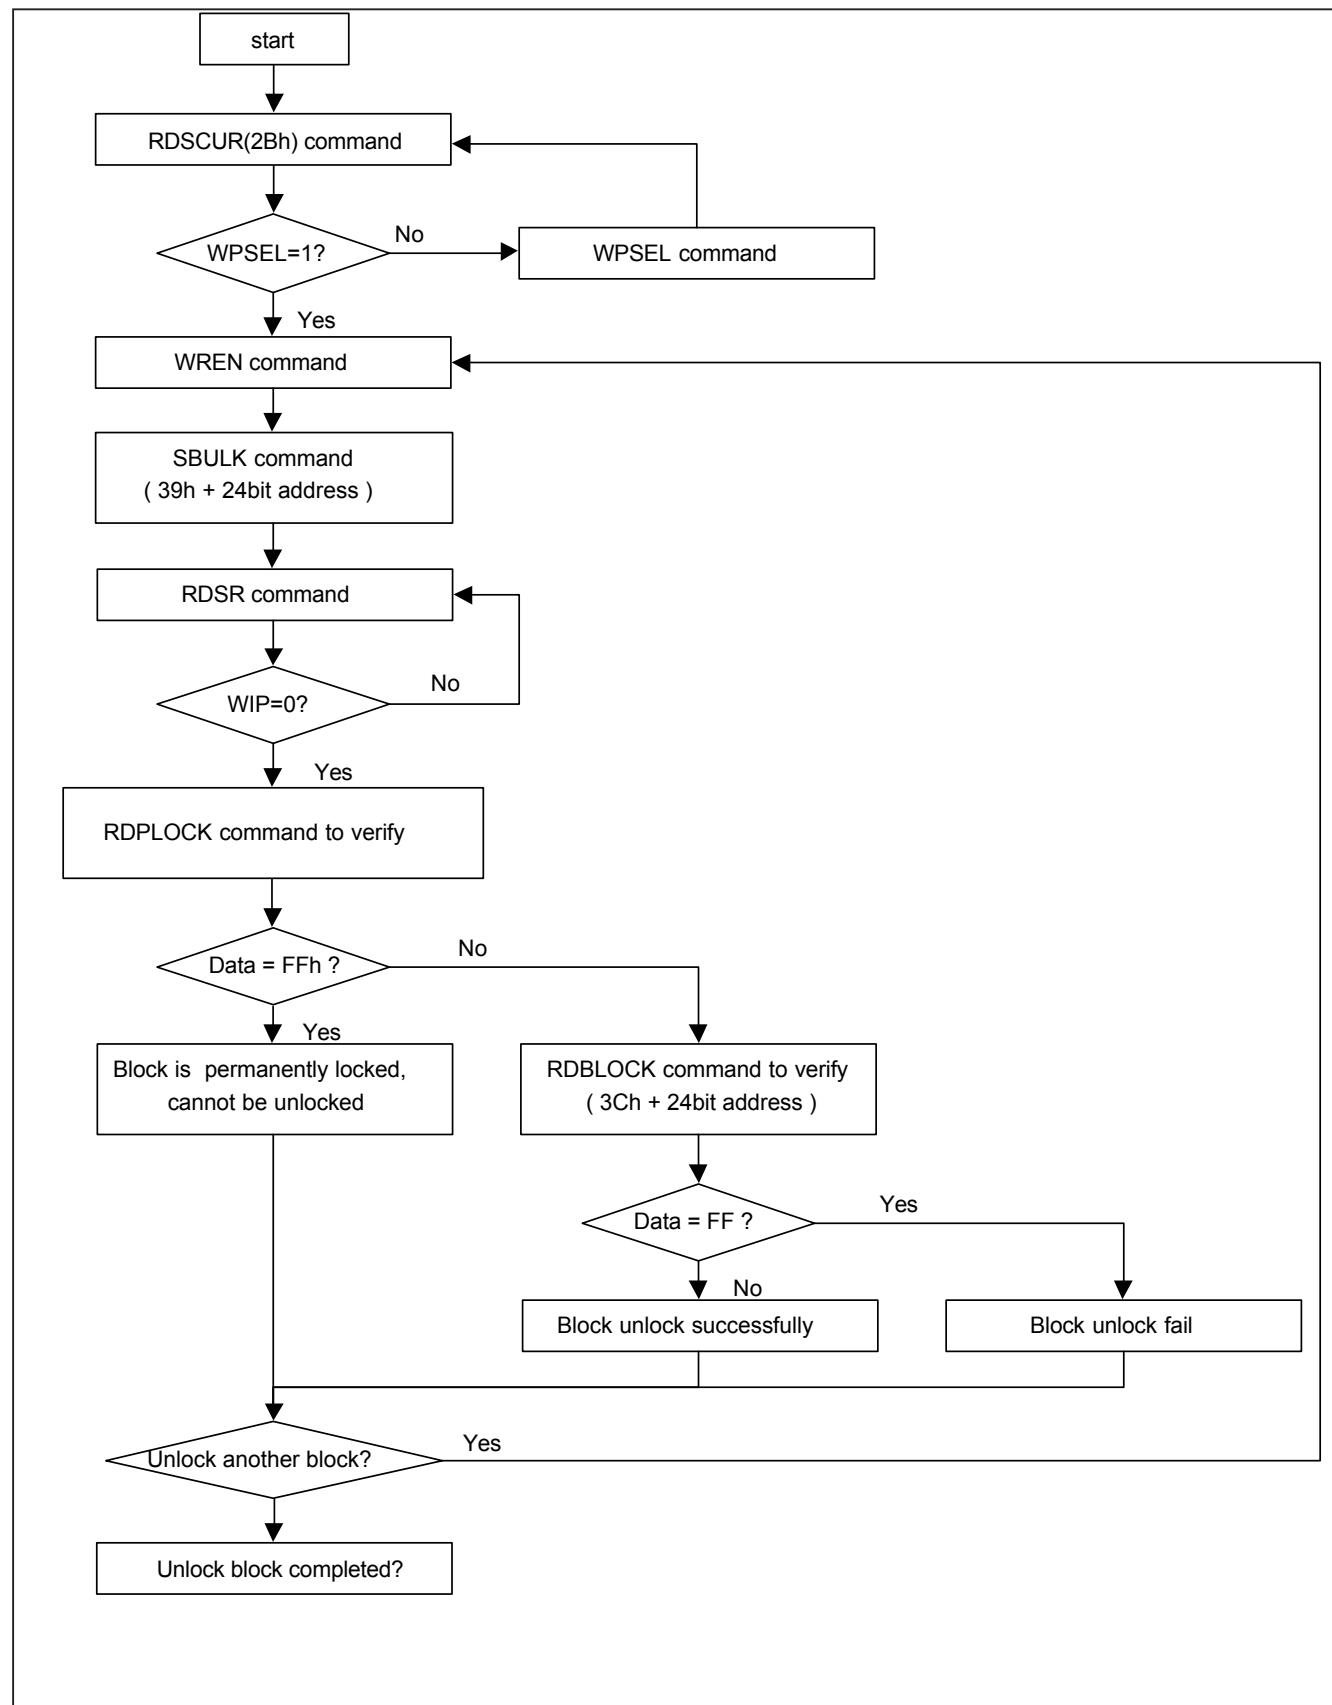 start
RDSCUR(2Bh) command
WPSEL=1?
No
WPSEL command
Yes
WREN command
SBULK command
( 39h + 24bit address )
RDSR command
WIP=0?
No
Yes
RDPLOCK command to verify
Data = FFh ?
No
Yes
Block is permanently locked,
cannot be unlocked
RDBLOCK command to verify
( 3Ch + 24bit address )
Data = FF ?
Yes
No
Block unlock successfully
Block unlock fail
Unlock another block?
Yes
Unlock block completed?